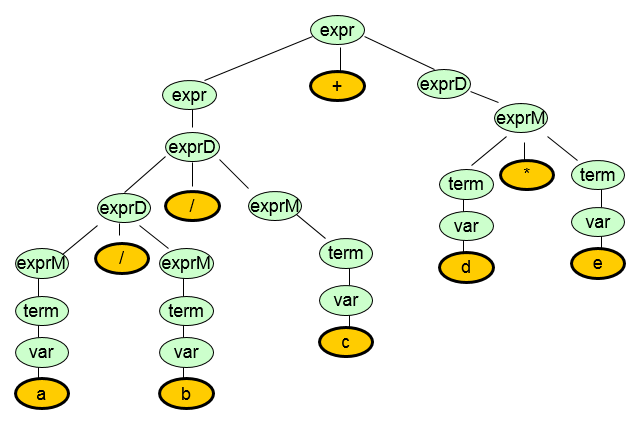 expr
expr + exprD
exprD exprM
exprD / exprM term * term
exprM / exprM term var var
term term var d e
var var c
a b